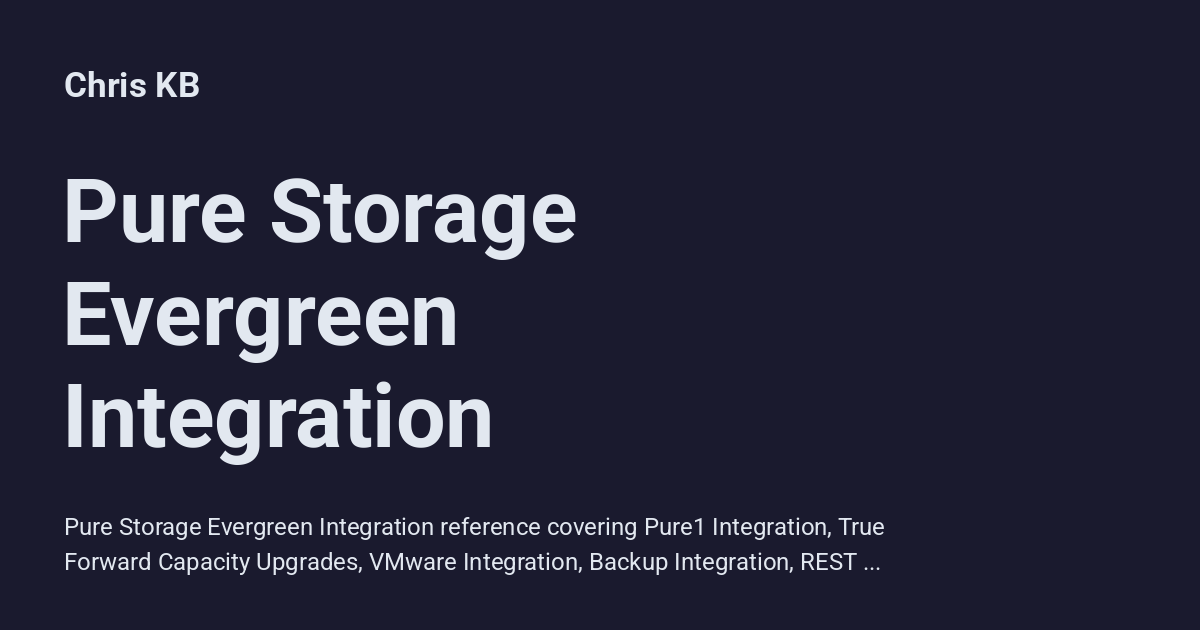 Chris KB
Pure Storage
Evergreen
Integration
Pure Storage Evergreen Integration reference covering Pure1 Integration, True
Forward Capacity Upgrades, VMware Integration, Backup Integration, REST ...